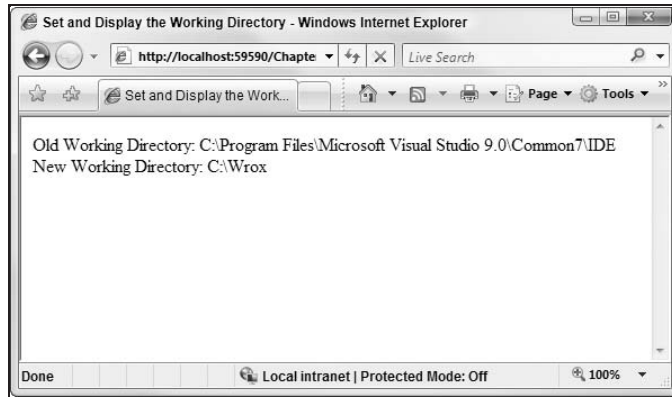 Set and Display the Working Directory - Windows Internet Explorer
http://localhost:59590/Chapte
Live Search
Set and Display the Work...
Page
Tools
Old Working Directory: C:\Program Files\Microsoft Visual Studio 9.0\Common7\IDE
New Working Directory: C:\Wrox
Done
Local intranet | Protected Mode: Off
100%